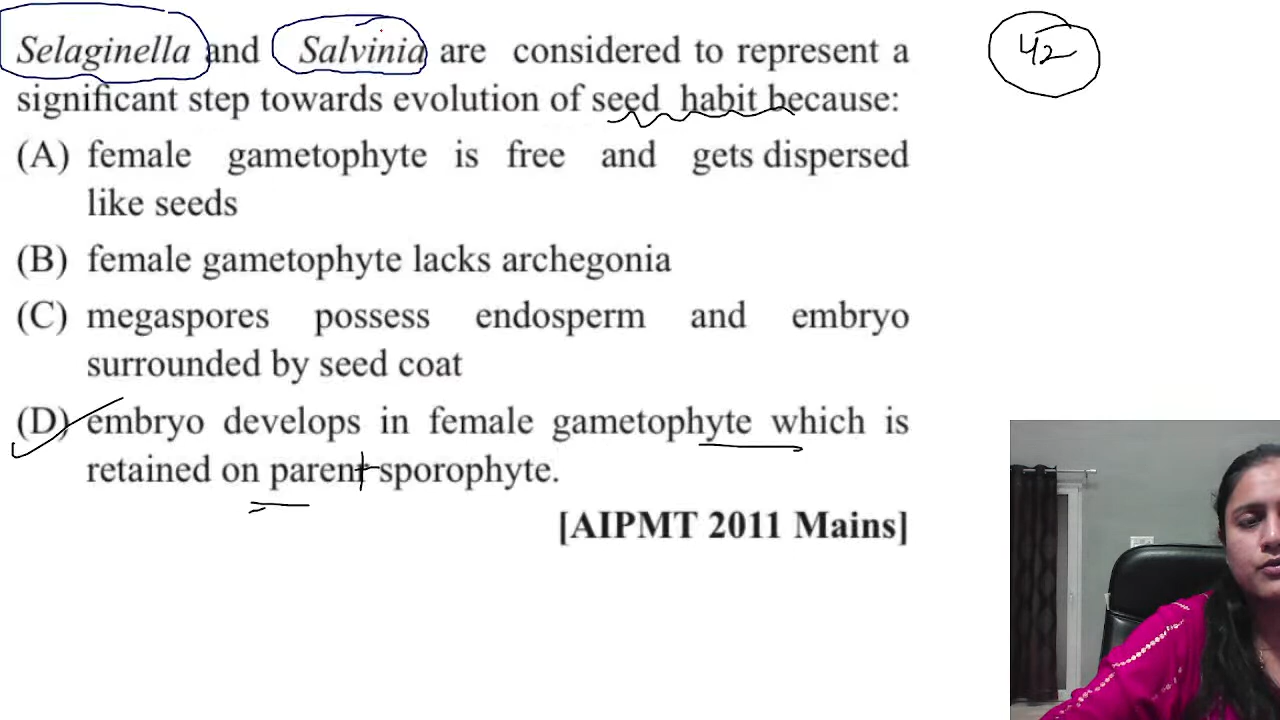 Selaginella and Salvinia are considered to represent a 42
significant step towards evolution of seed habit because:
(A) female gametophyte is free and gets dispersed
like seeds
(B) female gametophyte lacks archegonia
(C) megaspores possess endosperm and embryo
surrounded by seed coat
(D) embryo develops in female gametophyte which is
retained on parent sporophyte.
[AIPMT 2011 Mains]